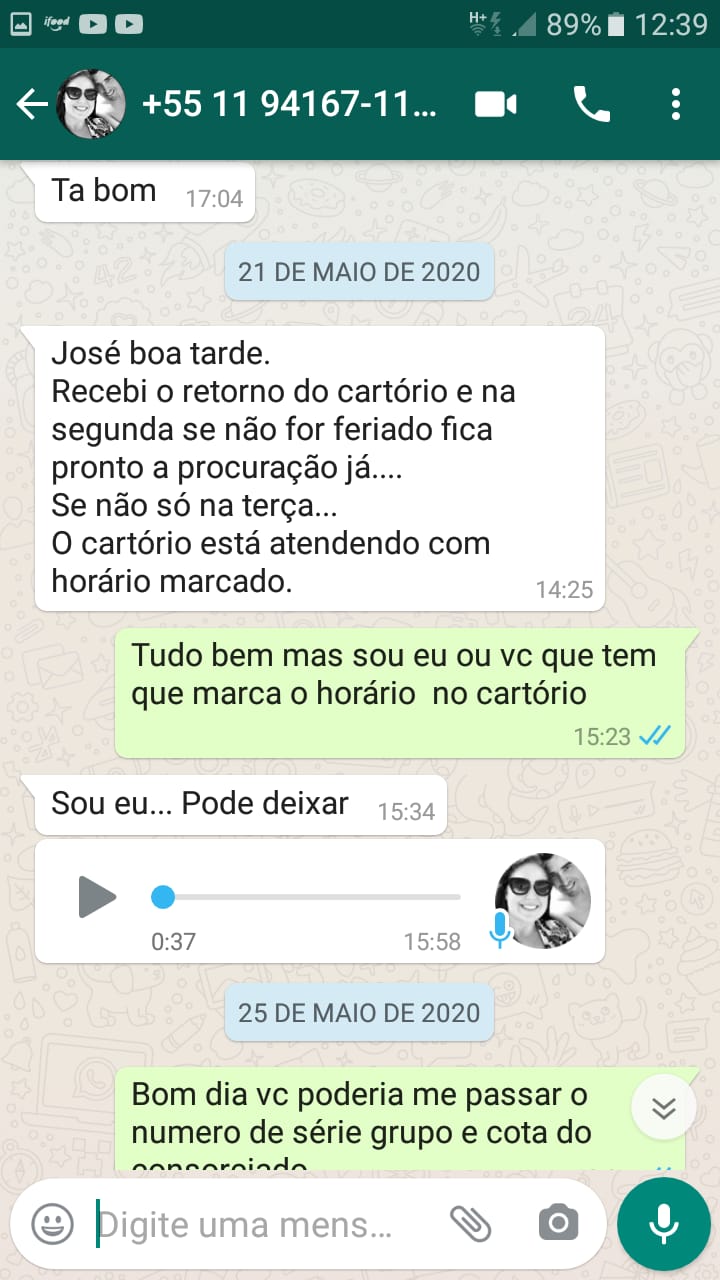 ifood
H+
89%
12:39
+55 11 94167-11...
Ta bom 17:04
21 DE MAIO DE 2020
José boa tarde.
Recebi o retorno do cartório e na
segunda se não for feriado fica
pronto a procuração já....
Se não só na terça...
O cartório está atendendo com
horário marcado.
14:25
Tudo bem mas sou eu ou vc que tem
que marca o horário no cartório
15:23
Sou eu... Pode deixar 15:34
0:37 15:58
25 DE MAIO DE 2020
Bom dia vc poderia me passar o
numero de série grupo e cota do
consorciado
Digite uma mens...